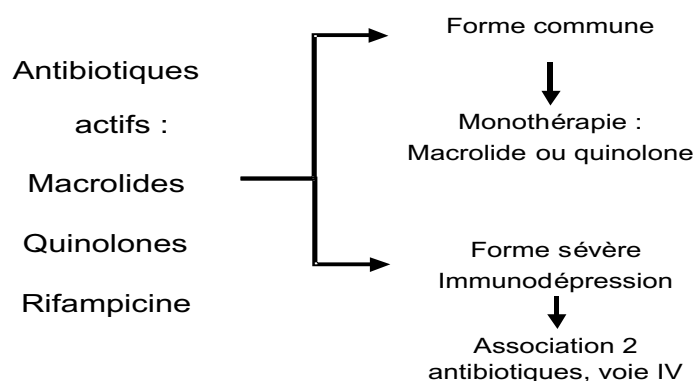 Antibiotiques
actifs :
Macrolides
Quinolones
Rifampicine
Forme commune
Monothérapie :
Macrolide ou quinolone
Forme sévère
Immunodépression
Association 2
antibiotiques, voie IV